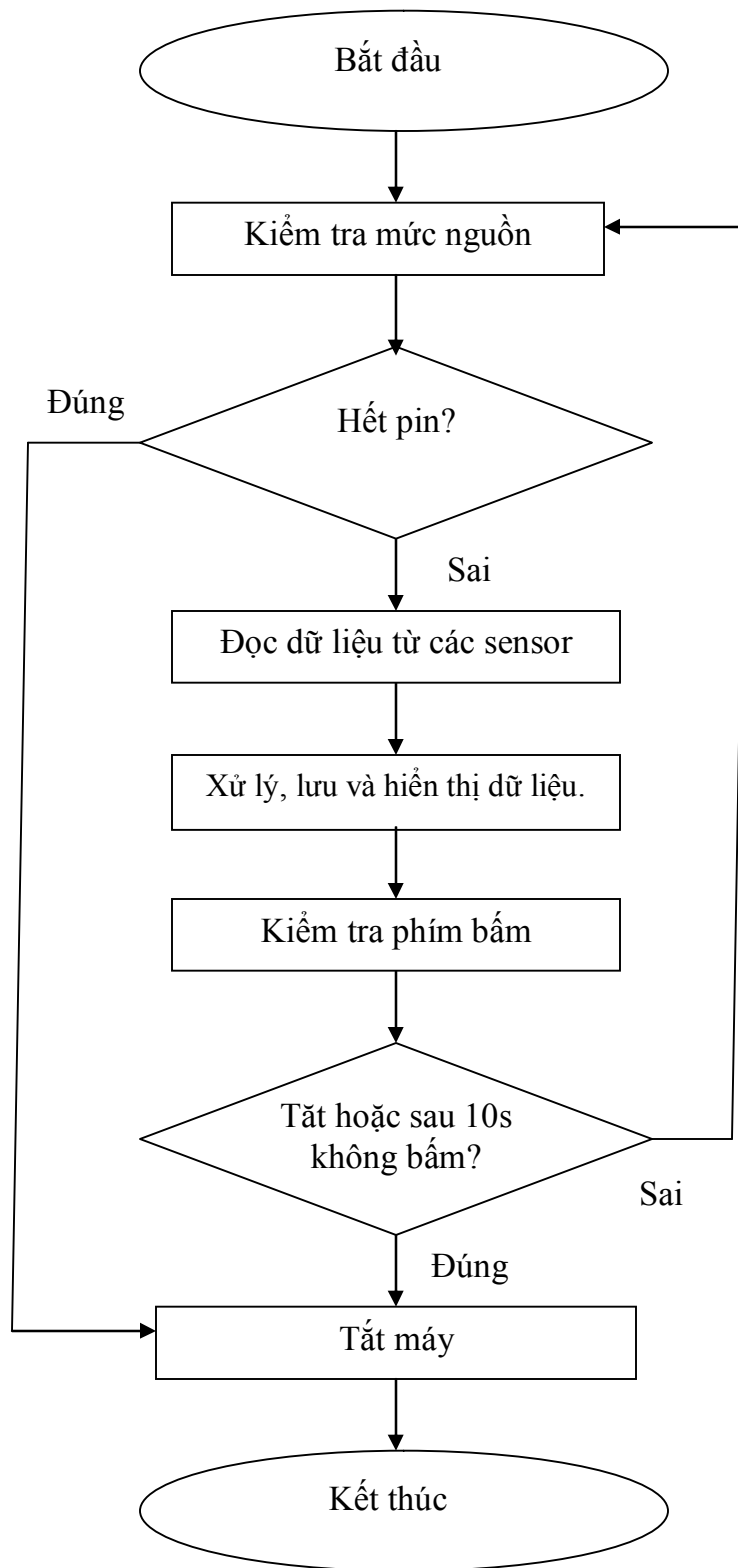 Bắt đầu
Kiểm tra mức nguồn
Đúng
Hết pin?
Sai
Đọc dữ liệu từ các sensor
Xử lý, lưu và hiển thị dữ liệu.
Kiểm tra phím bấm
Tăt hoặc sau 10s
không bấm?
Sai
Đúng
Tắt máy
Kết thúc